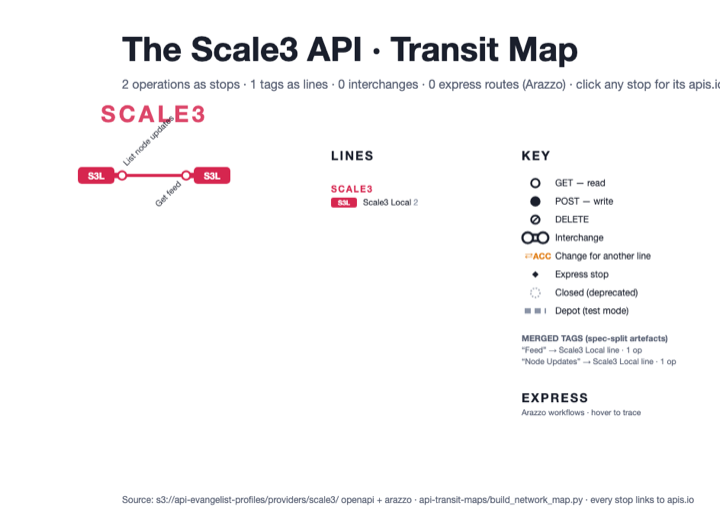 The Scale3 API · Transit Map
2 operations as stops · 1 tags as lines · 0 interchanges · 0 express routes (Arazzo) · click any stop for its apis.io
SCALE3
List node updates
S3L
S3L
Get feed
LINES
SCALE3
S3L Scale3 Local 2
KEY
GET — read
POST — write
DELETE
Interchange
⇄ACC Change for another line
Express stop
Closed (deprecated)
Depot (test mode)
MERGED TAGS (spec-split artefacts)
"Feed" → Scale3 Local line · 1 op
"Node Updates" → Scale3 Local line · 1 op
EXPRESS
Arazzo workflows · hover to trace
Source: s3://api-evangelist-profiles/providers/scale3/ openapi + arazzo · api-transit-maps/build_network_map.py · every stop links to apis.io